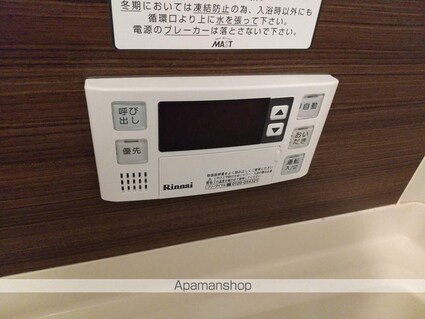 冬期においては凍結防止の為、入浴時以外にも
循環口より上に水を張って下さい。
電源のブレーカーは落とさないで下さい。
MAST
呼び
出し
優先
自動
おい
だき
運転
入/切
Rinnai
Apamanshop